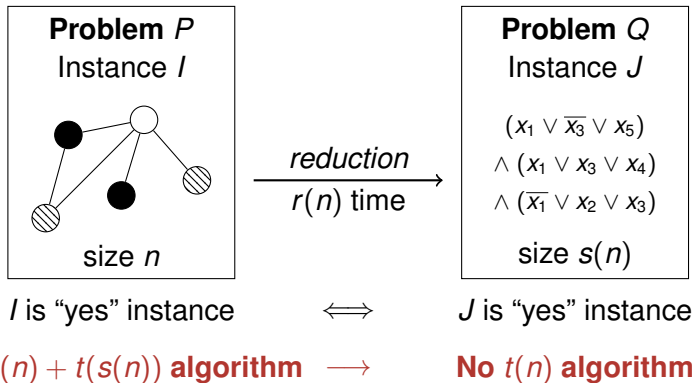 Problem P
Instance I
size n
reduction
r(n) time
Problem Q
Instance J
(x₁ ∨ x̅₃ ∨ x₅)
∧ (x₁ ∨ x₃ ∨ x₄)
∧ (x̅₁ ∨ x₂ ∨ x₃)
size s(n)
I is “yes” instance ⟺ J is “yes” instance
(n) + t(s(n)) algorithm ⟶ No t(n) algorithm